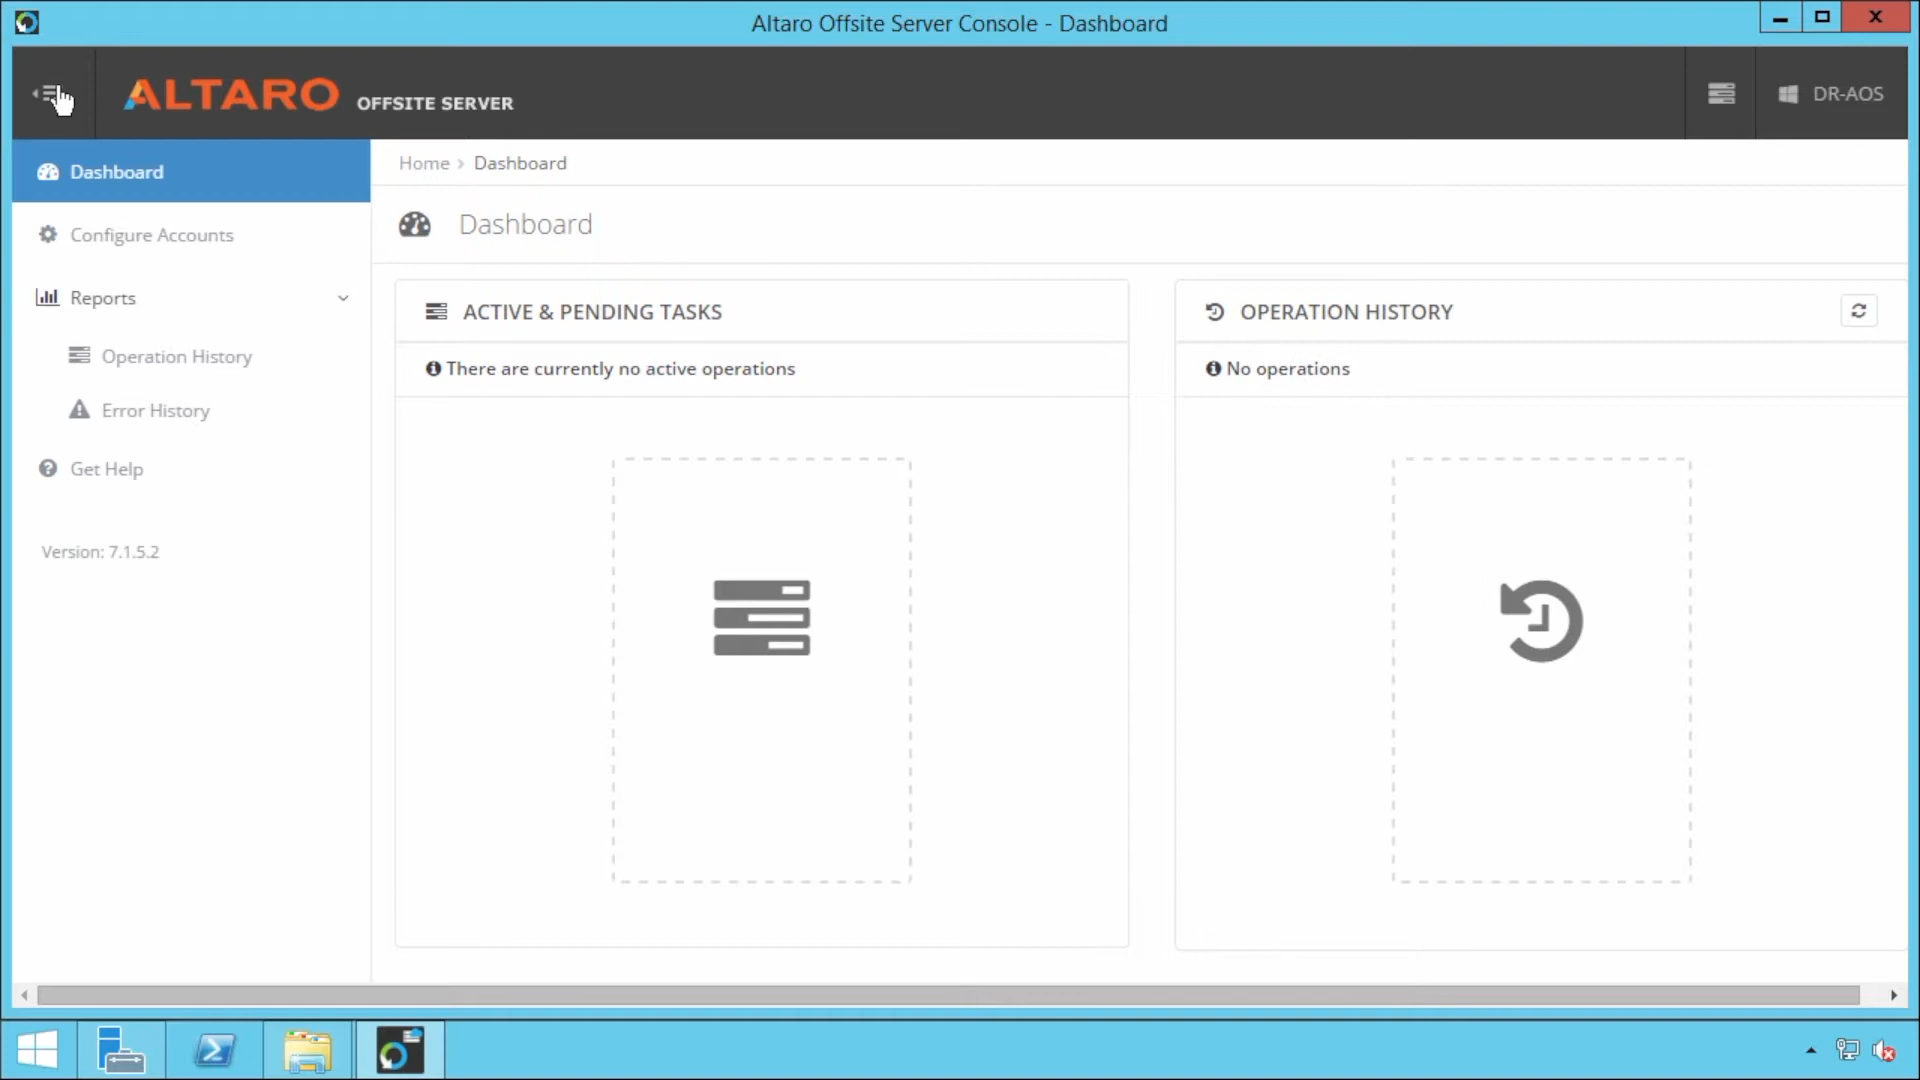 Altaro Offsite Server Console - Dashboard
ALTARO OFFSITE SERVER
DR-AOS
Dashboard
Configure Accounts
Reports
Operation History
Error History
Get Help
Version: 7.1.5.2
Home > Dashboard
Dashboard
ACTIVE & PENDING TASKS
There are currently no active operations
OPERATION HISTORY
No operations